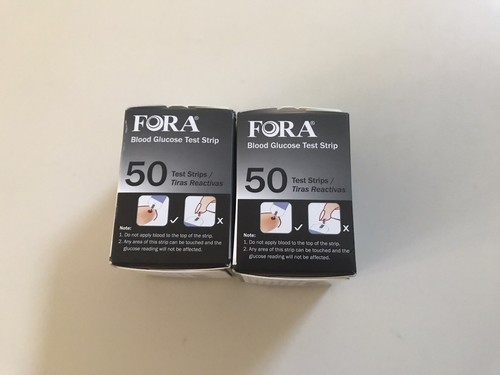 FORA®
Blood Glucose Test Strip
50 Test Strips /
Tiras Reactivas
Note:
1. Do not apply blood to the top of the strip.
2. Any area of this strip can be touched and the
glucose reading will not be affected.
FORA®
Blood Glucose Test Strip
50 Test Strips /
Tiras Reactivas
Note:
1. Do not apply blood to the top of the strip.
2. Any area of this strip can be touched and the
glucose reading will not be affected.